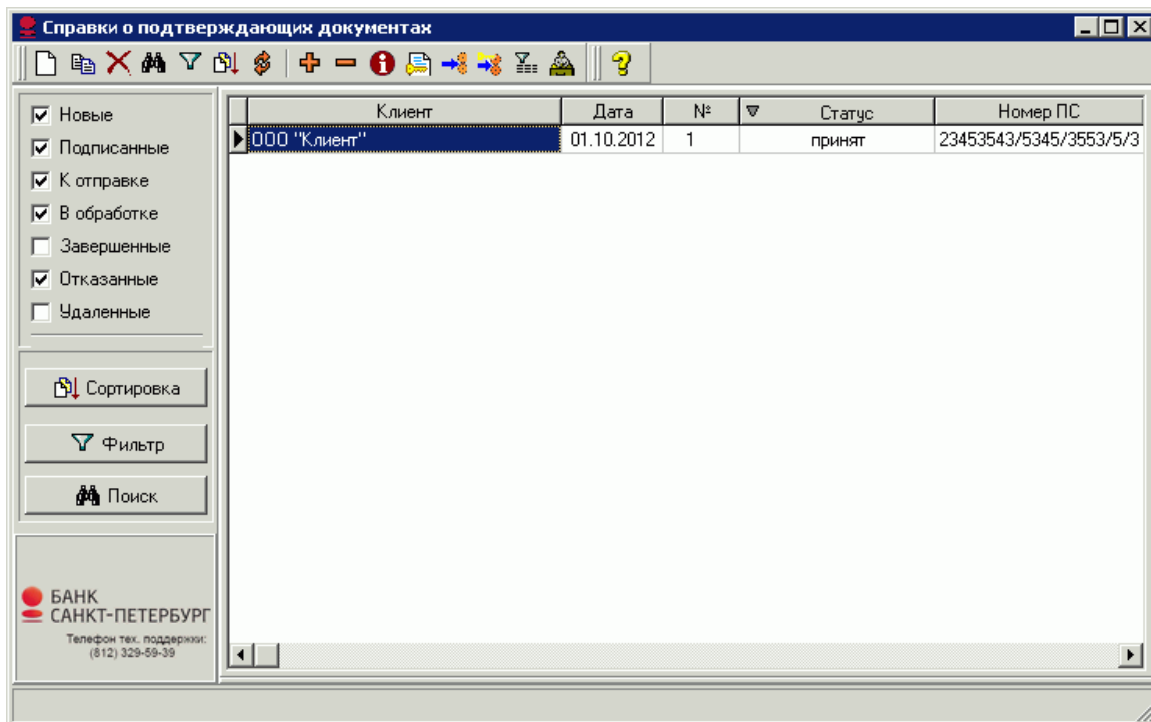 Справки о подтверждающих документах
Новые
Подписанные
К отправке
В обработке
Завершенные
Отказанные
Удаленные
Сортировка
Фильтр
Поиск
БАНК
САНКТ-ПЕТЕРБУРГ
Телефон тех. поддержки:
(812) 329-59-39
Клиент Дата № Статус Номер ПС
ООО "Клиент" 01.10.2012 1 принят 23453543/5345/3553/5/3